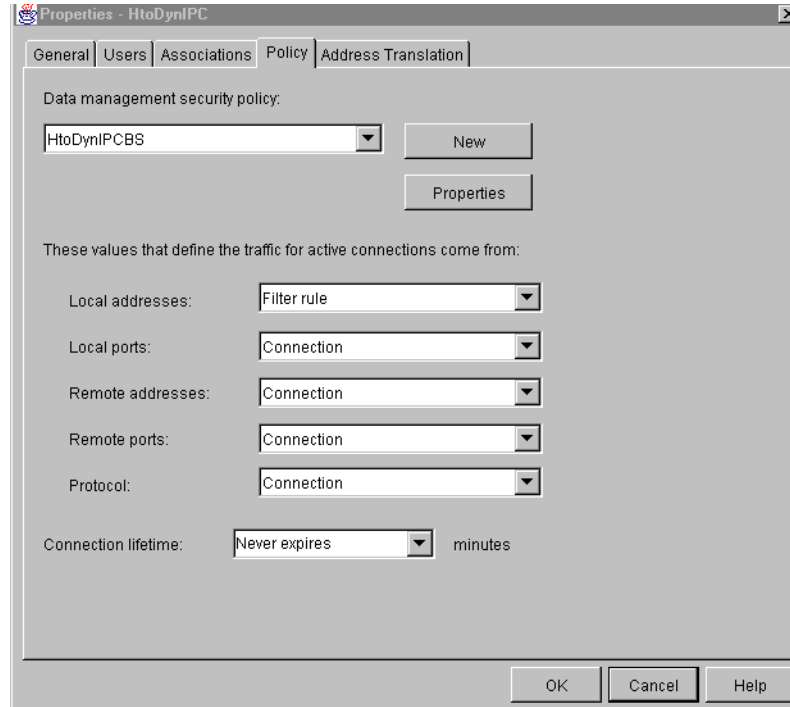 Properties - HtoDynIPC
General Users Associations Policy Address Translation
Data management security policy:
HtoDynIPCBS New
Properties
These values that define the traffic for active connections come from:
Local addresses: Filter rule
Local ports: Connection
Remote addresses: Connection
Remote ports: Connection
Protocol: Connection
Connection lifetime: Never expires minutes
OK Cancel Help